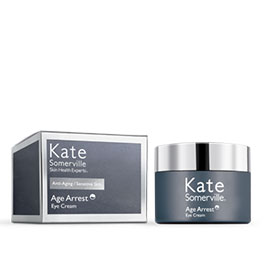 Kate
Somerville
Skin Health Experts
Anti Aging / Sensitive Skin
Age Arrest
Eye Cream
Kate
Somerville.
Age Arrest
Eye Cream